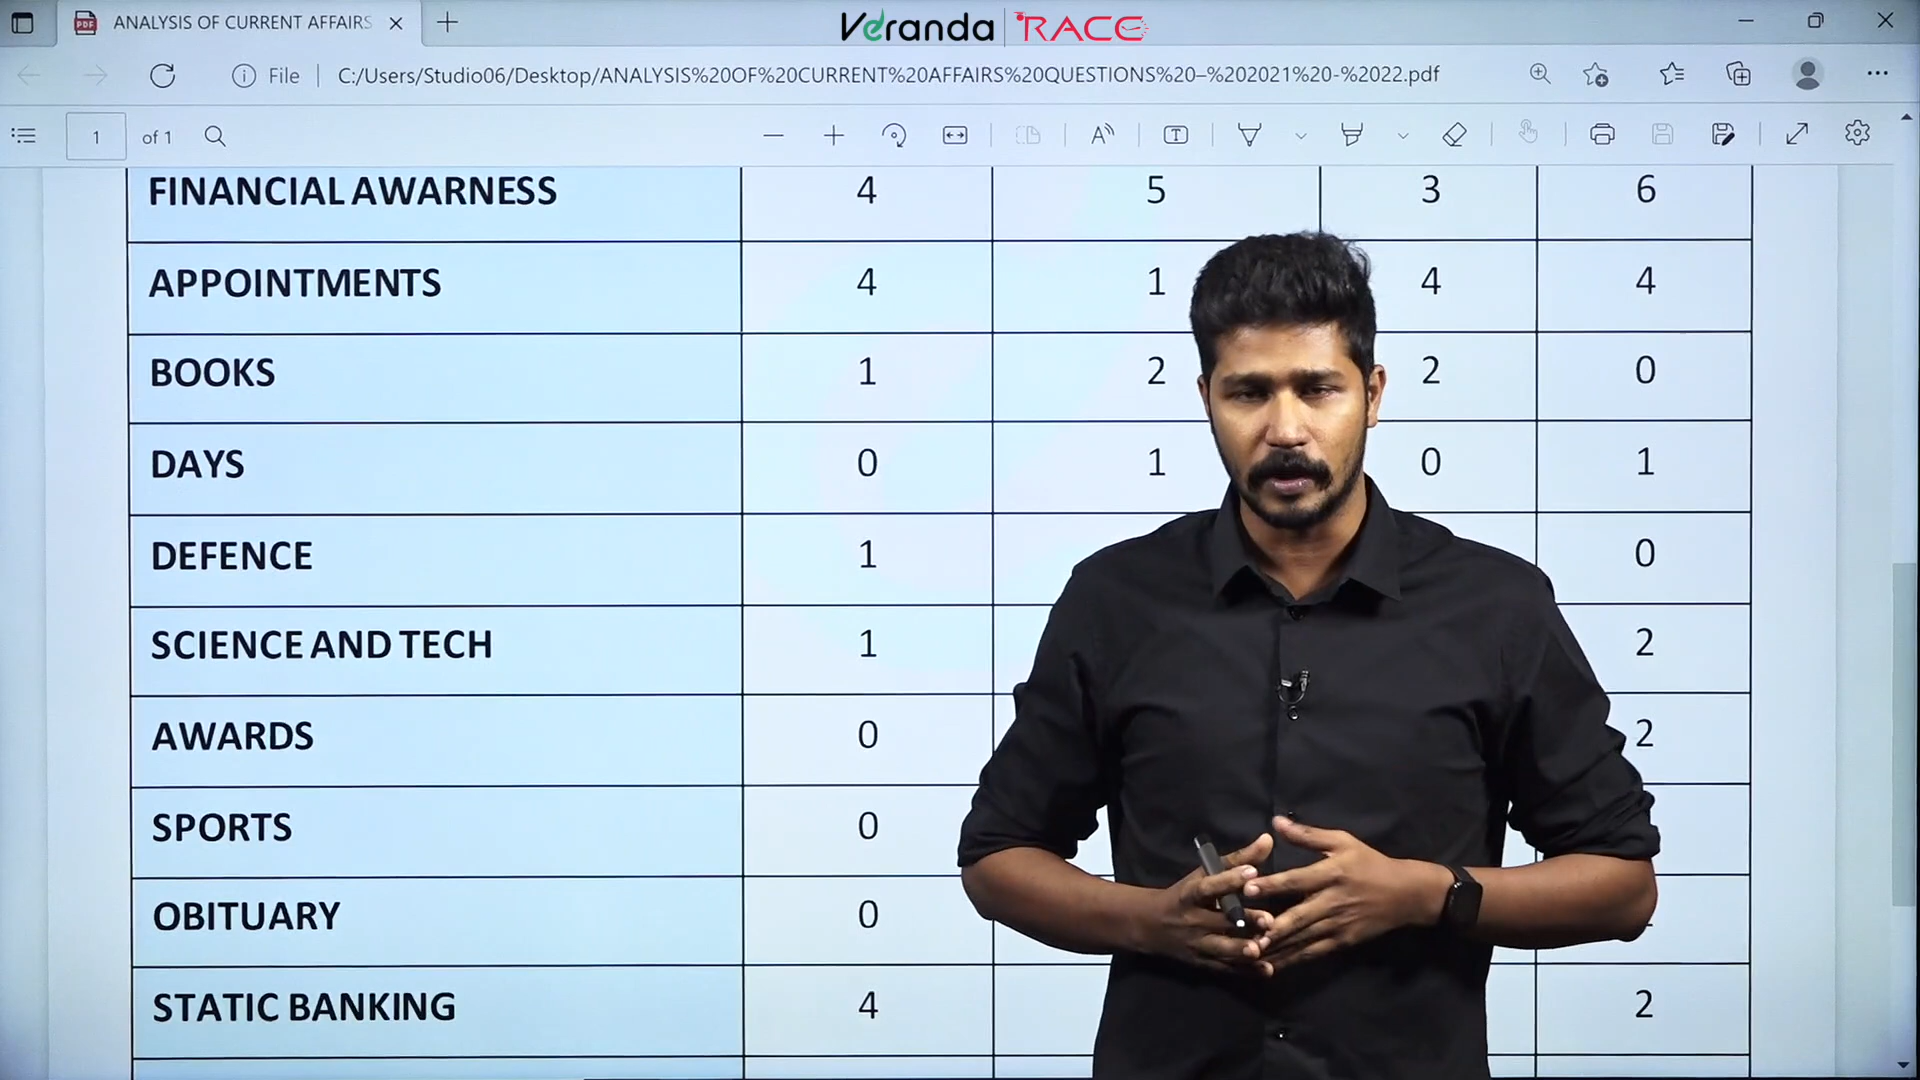 ANALYSIS OF CURRENT AFFAIRS
Veranda RACE
File C:/Users/Studio06/Desktop/ANALYSIS%20OF%20CURRENT%20AFFAIRS%20QUESTIONS%20–%202021%20-%2022.pdf
1 of 1
FINANCIAL AWARNESS 4 5 3 6
APPOINTMENTS 4 1 4 4
BOOKS 1 2 2 0
DAYS 0 1 0 1
DEFENCE 1 0
SCIENCE AND TECH 1 2
AWARDS 0 2
SPORTS 0
OBITUARY 0
STATIC BANKING 4 2